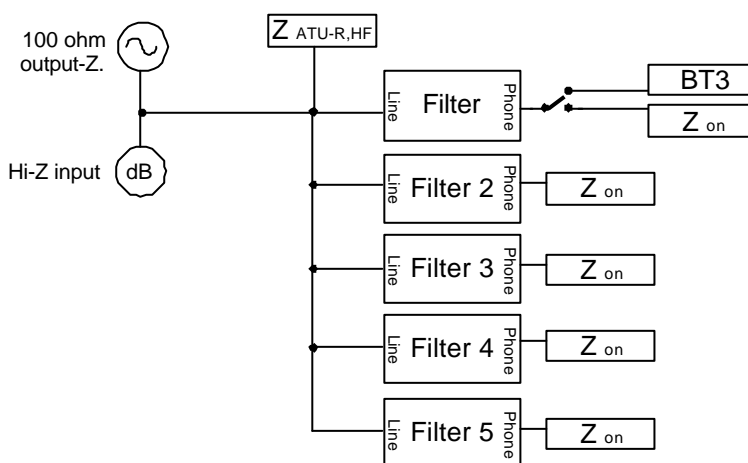 100 ohm
output-Z.
Z ATU-R,HF
Line
Filter
Phone
BT3
Z on
Hi-Z input
dB
Line
Filter 2
Phone
Z on
Line
Filter 3
Phone
Z on
Line
Filter 4
Phone
Z on
Line
Filter 5
Phone
Z on